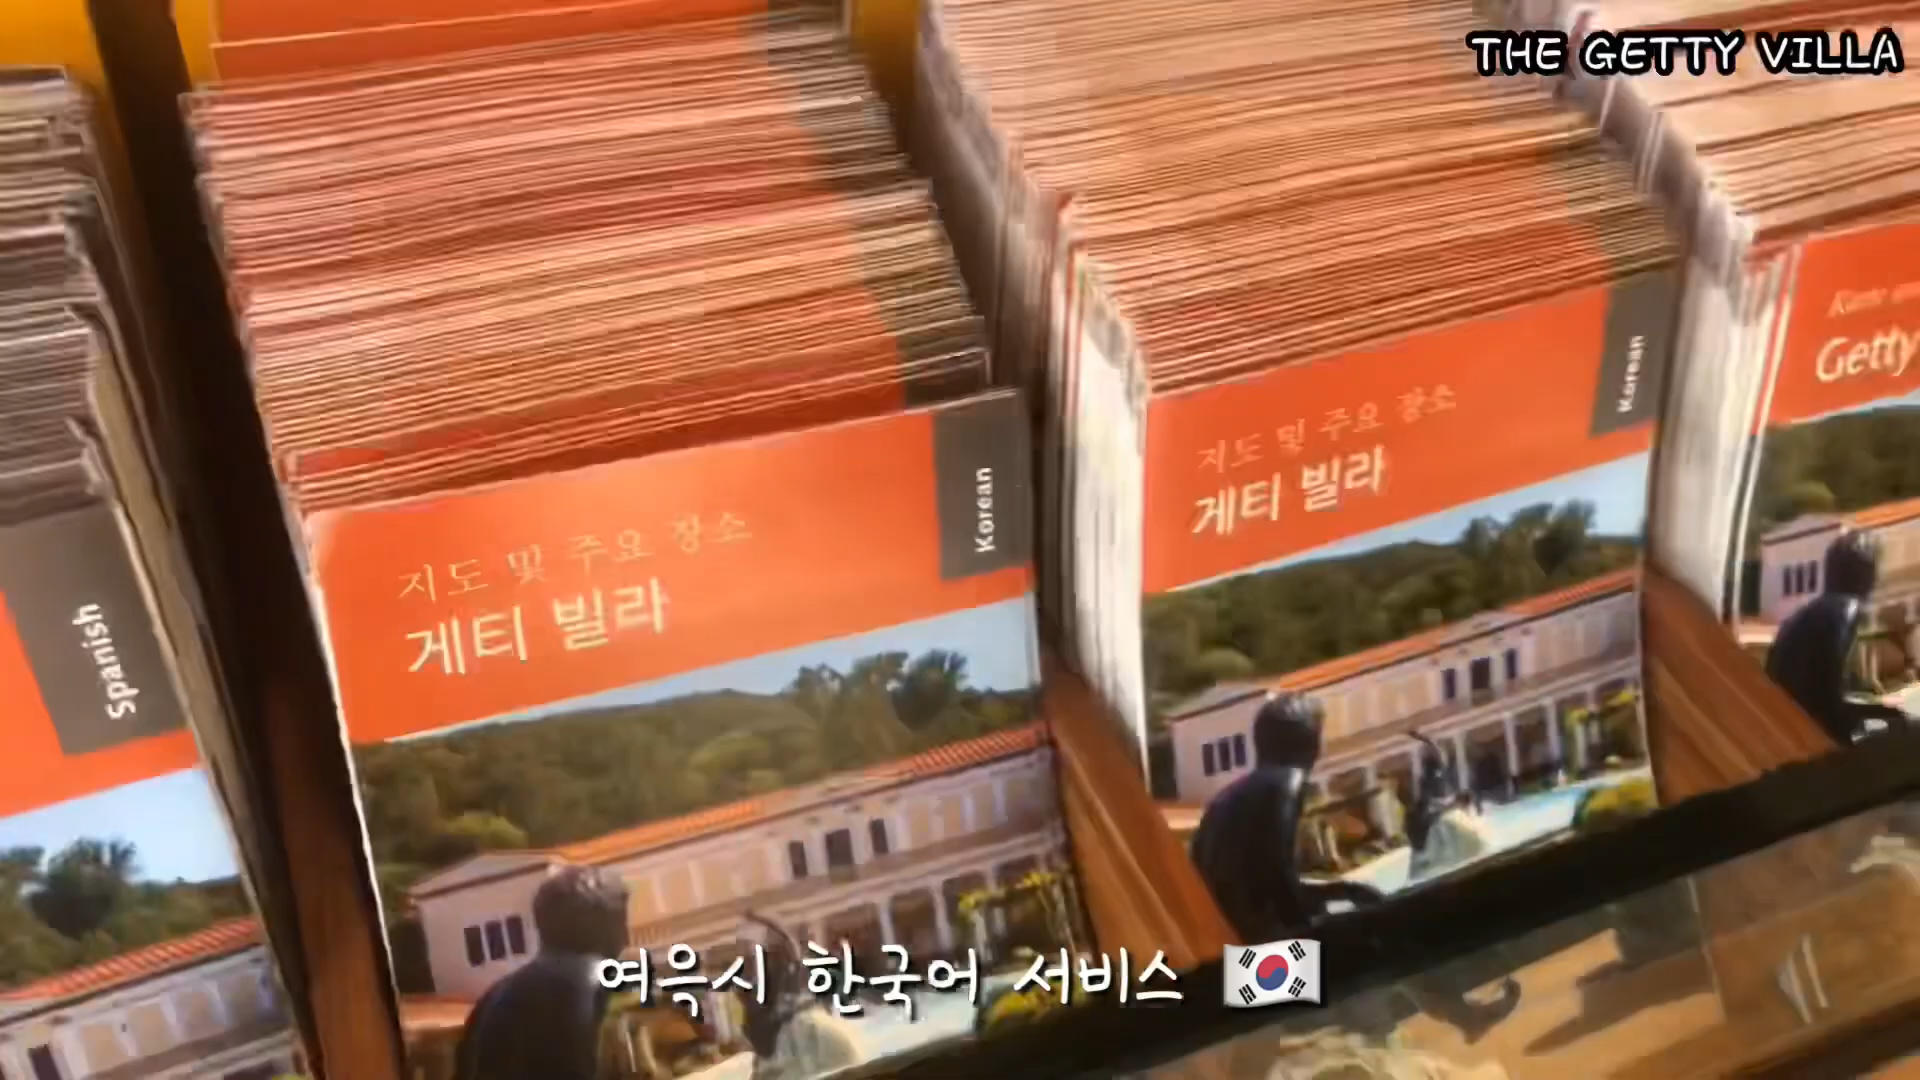 THE GETTY VILLA
Spanish
지도 및 주요 장소
게티 빌라
Korean
지도 및 주요 장소
게티 빌라
Korean
Getty
여윽시 한국어 서비스 🇰🇷